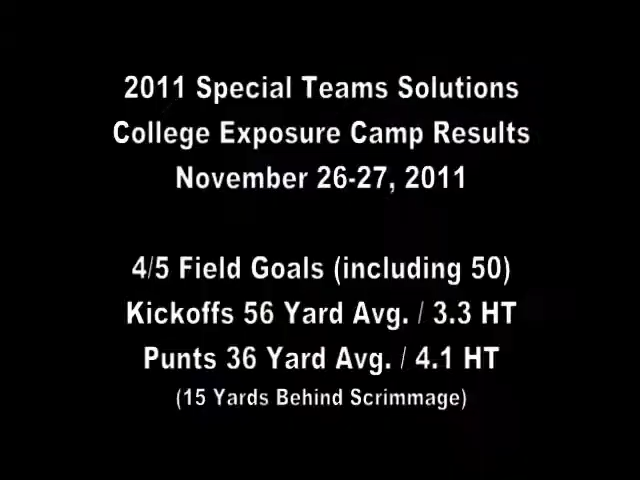 2011 Special Teams Solutions
College Exposure Camp Results
November 26-27, 2011
4/5 Field Goals (including 50)
Kickoffs 56 Yard Avg. / 3.3 HT
Punts 36 Yard Avg. / 4.1 HT
(15 Yards Behind Scrimmage)